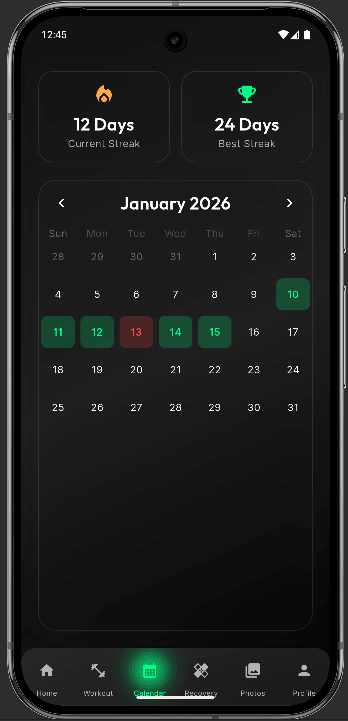 12:45
12 Days
Current Streak
24 Days
Best Streak
January 2026
Sun Mon Tue Wed Thu Fri Sat
28 29 30 31 1 2 3
4 5 6 7 8 9 10
11 12 13 14 15 16 17
18 19 20 21 22 23 24
25 26 27 28 29 30 31
Home Workout Calendar Recovery Photos Profile